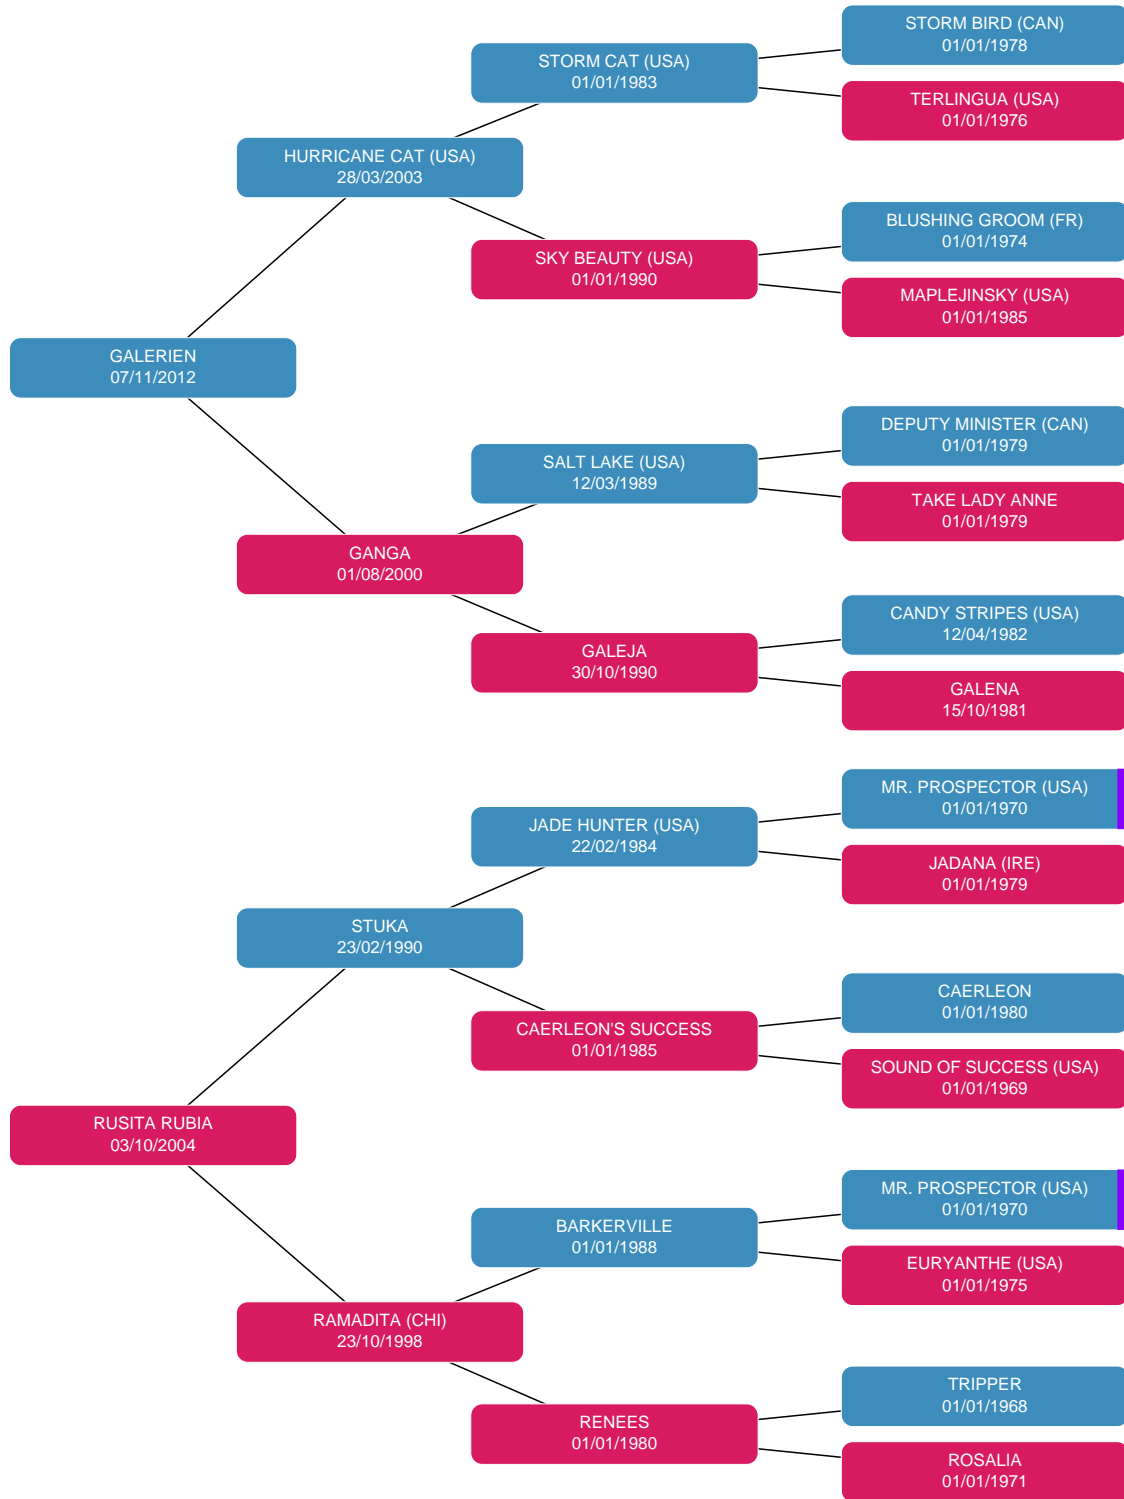 STORM BIRD (CAN)
01/01/1978
STORM CAT (USA)
01/01/1983
TERLINGUA (USA)
01/01/1976
HURRICANE CAT (USA)
28/03/2003
BLUSHING GROOM (FR)
01/01/1974
SKY BEAUTY (USA)
01/01/1990
MAPLEJINSKY (USA)
01/01/1985
GALERIEN
07/11/2012
DEPUTY MINISTER (CAN)
01/01/1979
SALT LAKE (USA)
12/03/1989
TAKE LADY ANNE
01/01/1979
GANGA
01/08/2000
CANDY STRIPES (USA)
12/04/1982
GALEJA
30/10/1990
GALENA
15/10/1981
MR. PROSPECTOR (USA)
01/01/1970
JADE HUNTER (USA)
22/02/1984
JADANA (IRE)
01/01/1979
STUKA
23/02/1990
CAERLEON
01/01/1980
CAERLEON'S SUCCESS
01/01/1985
SOUND OF SUCCESS (USA)
01/01/1969
RUSITA RUBIA
03/10/2004
MR. PROSPECTOR (USA)
01/01/1970
BARKERVILLE
01/01/1988
EURYANTHE (USA)
01/01/1975
RAMADITA (CHI)
23/10/1998
TRIPPER
01/01/1968
RENEES
01/01/1980
ROSALIA
01/01/1971